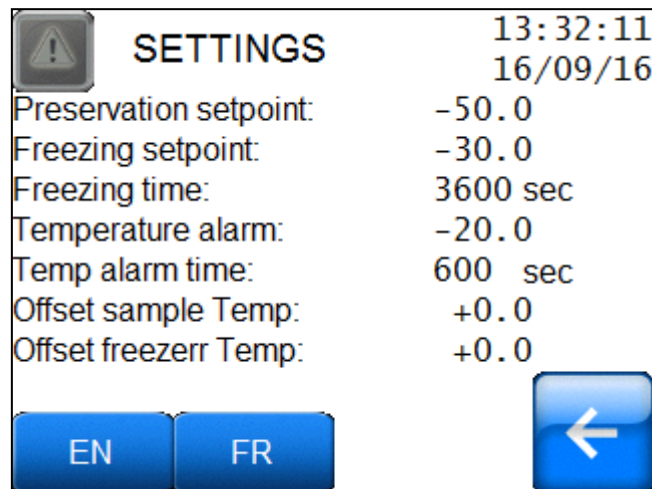 SETTINGS 13:32:11
16/09/16
Preservation setpoint: -50.0
Freezing setpoint: -30.0
Freezing time: 3600 sec
Temperature alarm: -20.0
Temp alarm time: 600 sec
Offset sample Temp: +0.0
Offset freezerr Temp: +0.0
EN FR